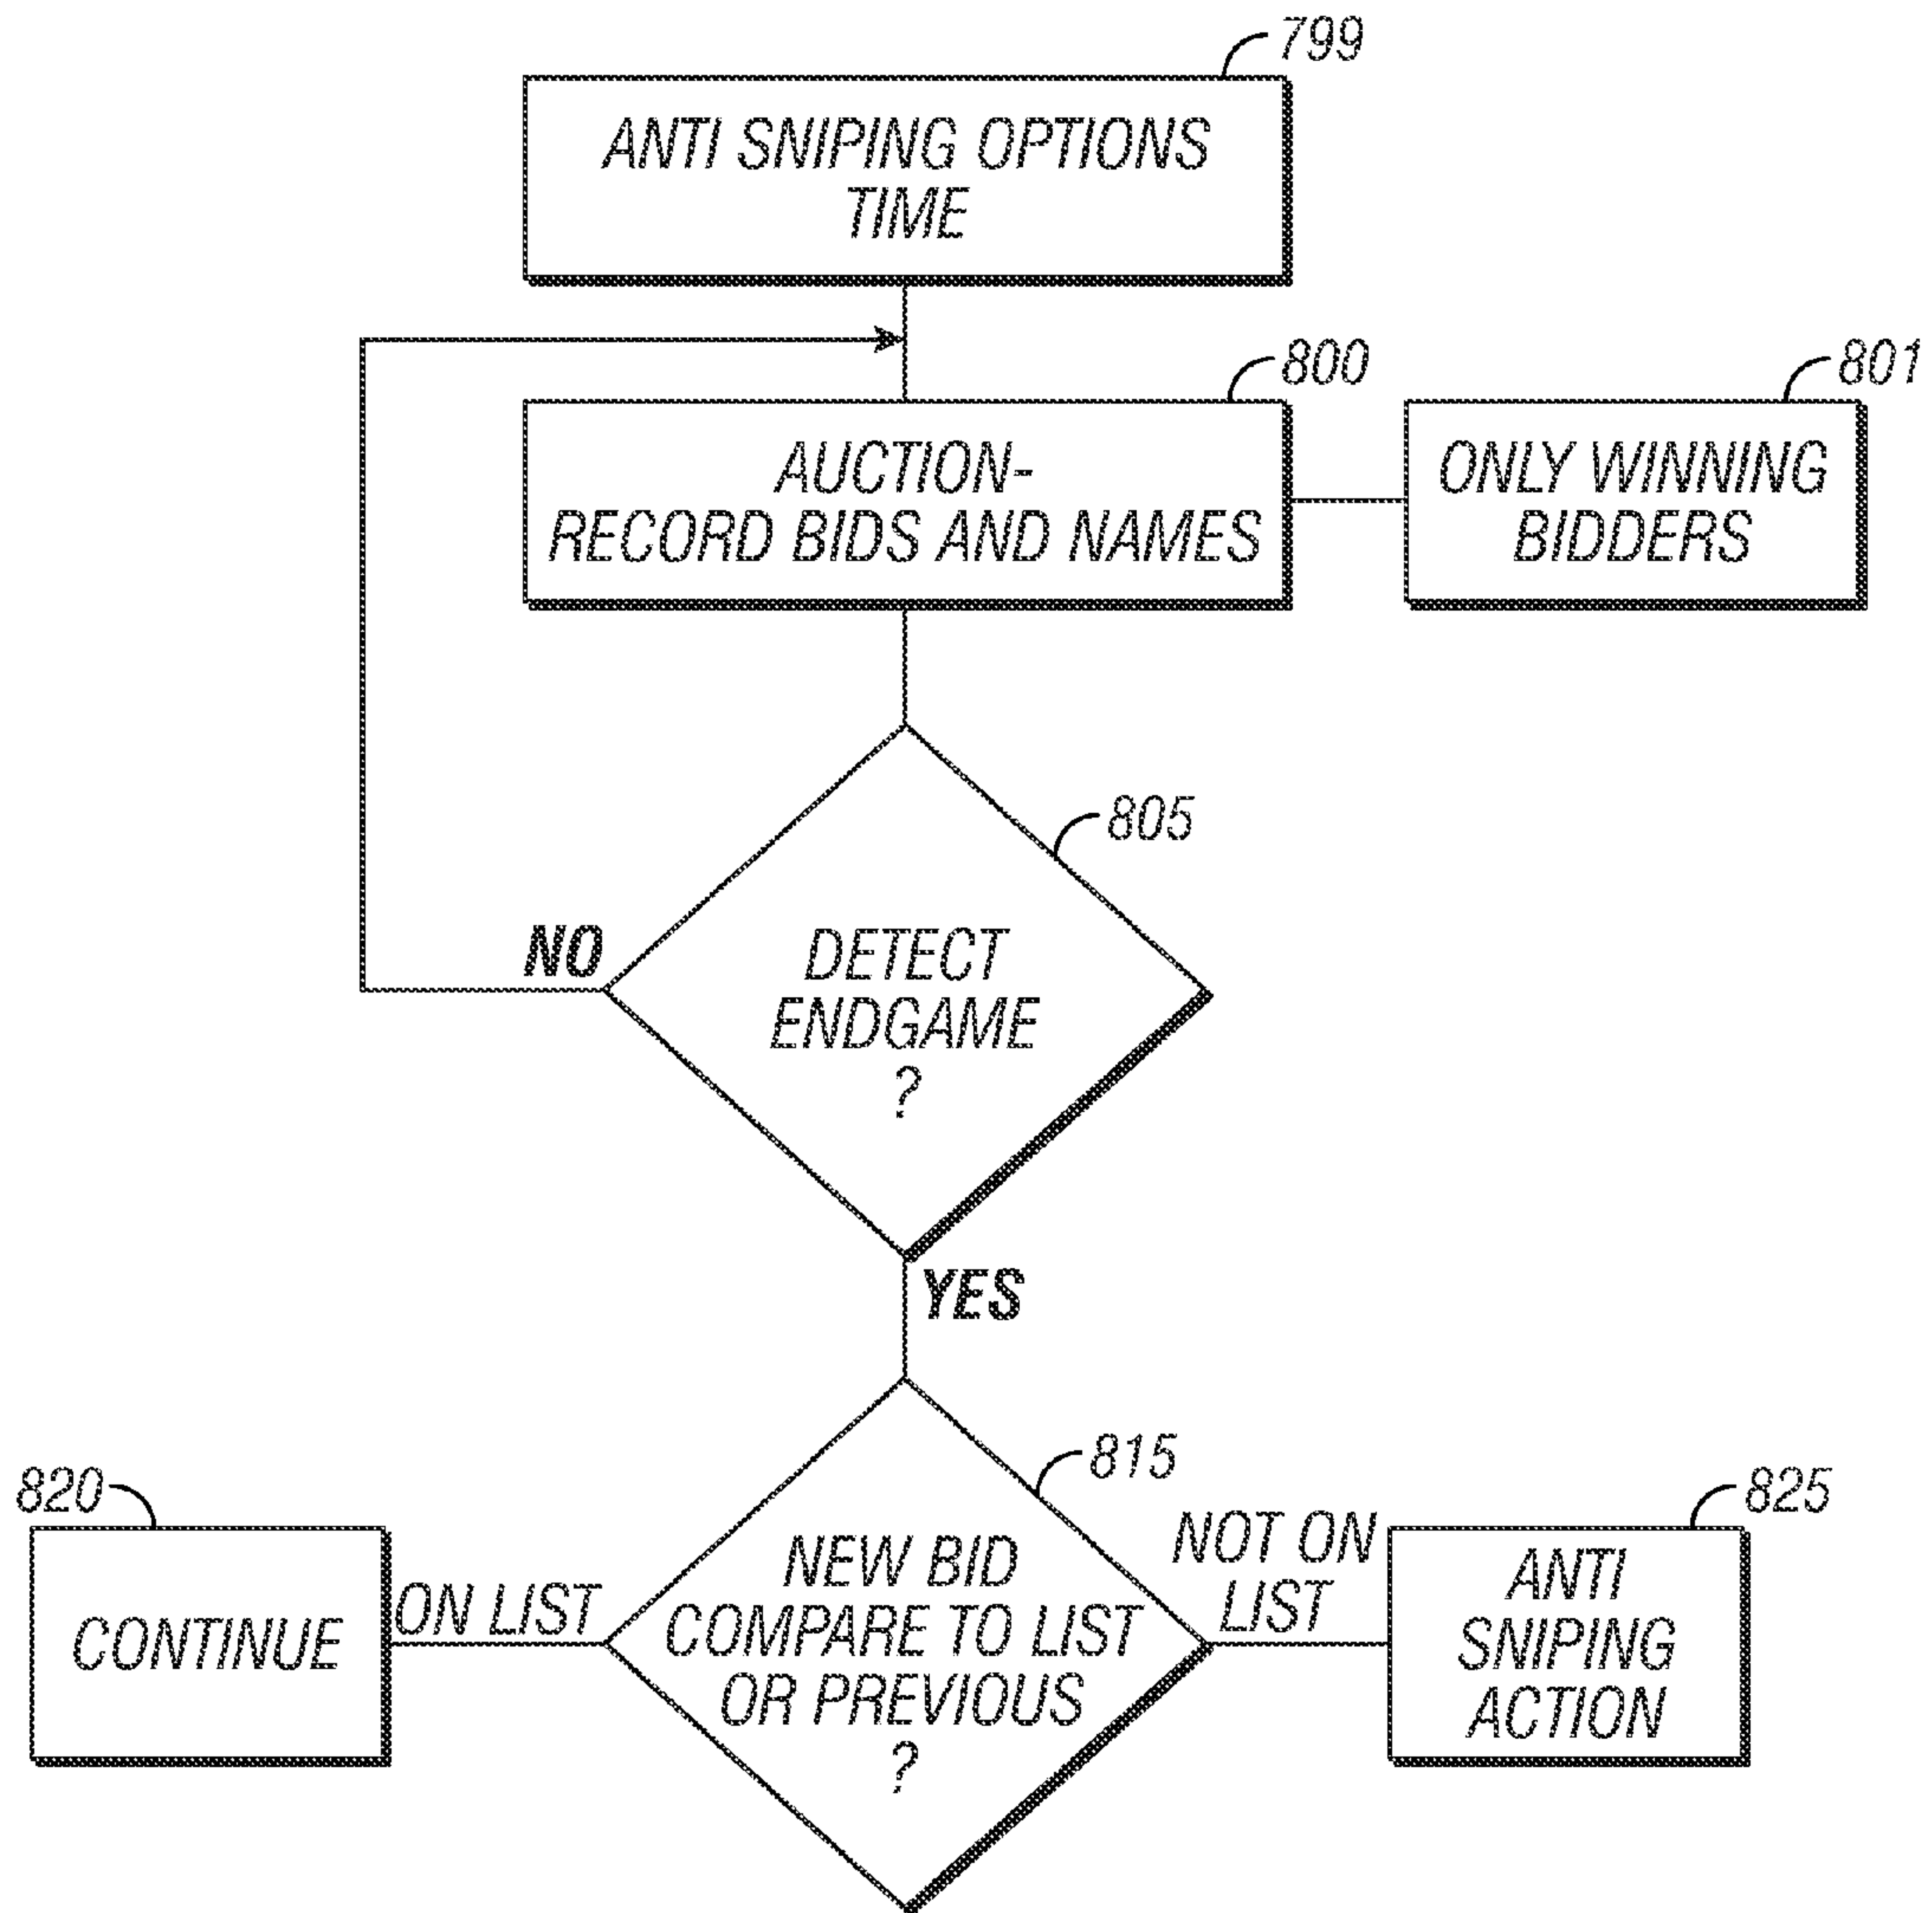 799
ANTI SNIPING OPTIONS
TIME
800
801
AUCTION-
RECORD BIDS AND NAMES
ONLY WINNING
BIDDERS
805
NO
DETECT
ENDGAME
?
YES
815
820
825
NOT ON
LIST
ON LIST
CONTINUE
NEW BID
COMPARE TO LIST
OR PREVIOUS
?
ANTI
SNIPING
ACTION